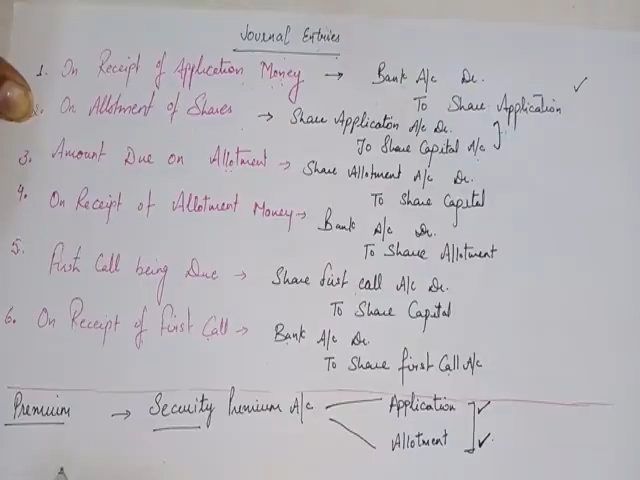 Journal Entries
1. On Receipt of Application Money → Bank A/c Dr.
To Share Application
2. On Allotment of Shares → Share Application A/c Dr.
To Share Capital A/c
3. Amount Due on Allotment → Share Allotment A/c Dr.
To Share Capital
4. On Receipt of Allotment Money → Bank A/c Dr.
To Share Allotment
5. First Call being Due → Share first call A/c Dr.
To Share Capital
6. On Receipt of First Call → Bank A/c Dr.
To Share first Call A/c
Premium → Security Premium A/c
Application ✓
Allotment ✓